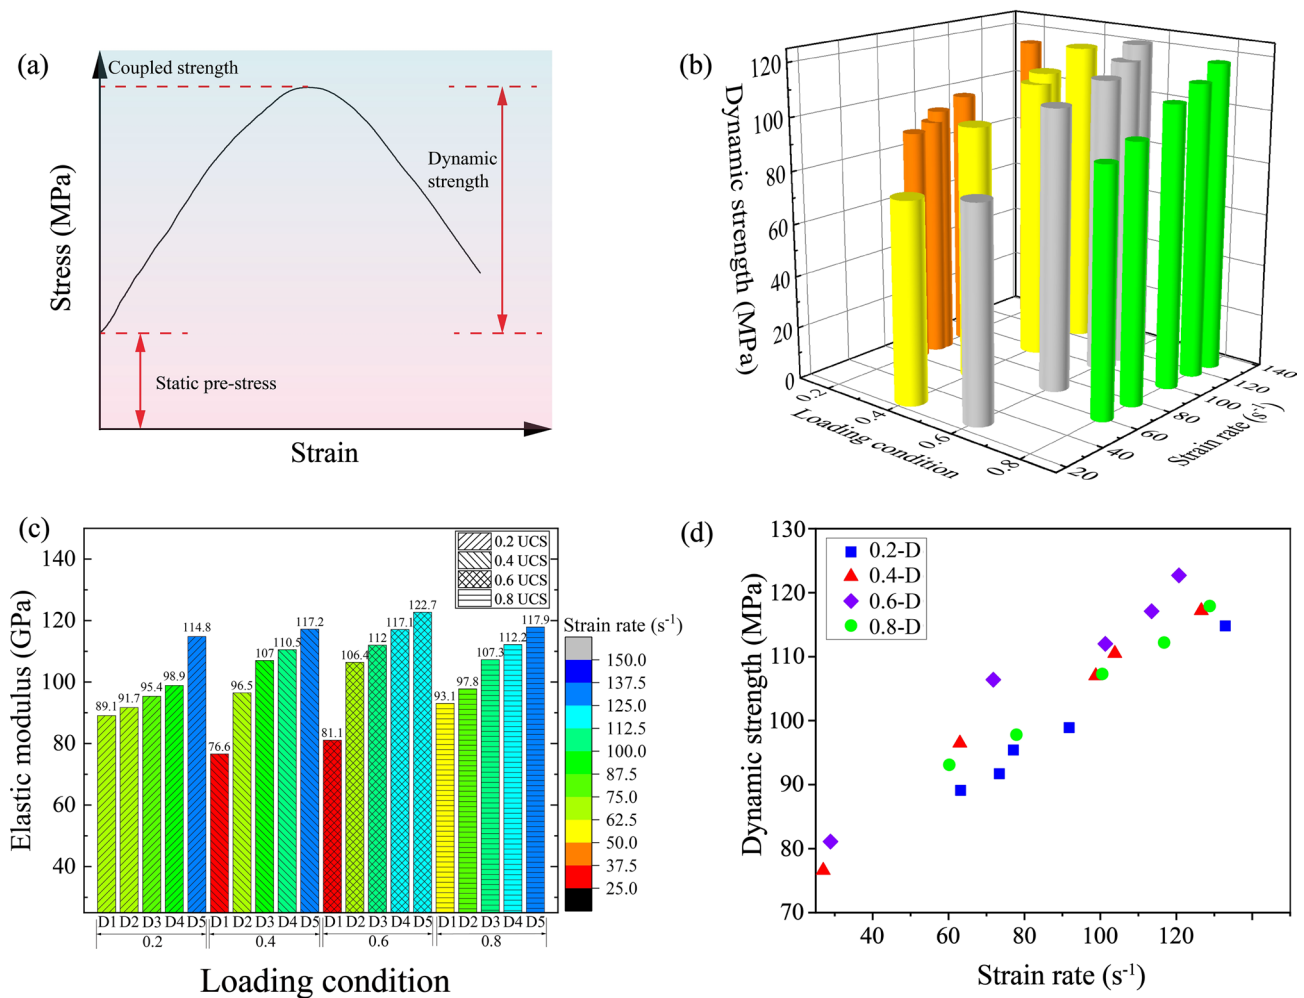 (a)
Coupled strength
Dynamic
strength
Static pre-stress
Stress (MPa)
Strain
(b)
Dynamic strength (MPa)
120
100
80
60
40
20
0
0.2
0.4
0.6
0.8
Loading condition
20
40
60
80
100
120
140
Strain rate (s-1)
(c)
Elastic modulus (GPa)
140
120
100
80
60
40
0.2 UCS
0.4 UCS
0.6 UCS
0.8 UCS
89.1 91.7 95.4 98.9 114.8
76.6 96.5 107 110.5 117.2
81.1 106.4 112 117.1 122.7
93.1 97.8 107.3 112.2 117.9
D1 D2 D3 D4 D5 D1 D2 D3 D4 D5 D1 D2 D3 D4 D5 D1 D2 D3 D4 D5
0.2 0.4 0.6 0.8
Loading condition
Strain rate (s-1)
150.0
137.5
125.0
112.5
100.0
87.5
75.0
62.5
50.0
37.5
25.0
(d)
Dynamic strength (MPa)
130
120
110
100
90
80
70
0.2-D
0.4-D
0.6-D
0.8-D
40 60 80 100 120
Strain rate (s-1)